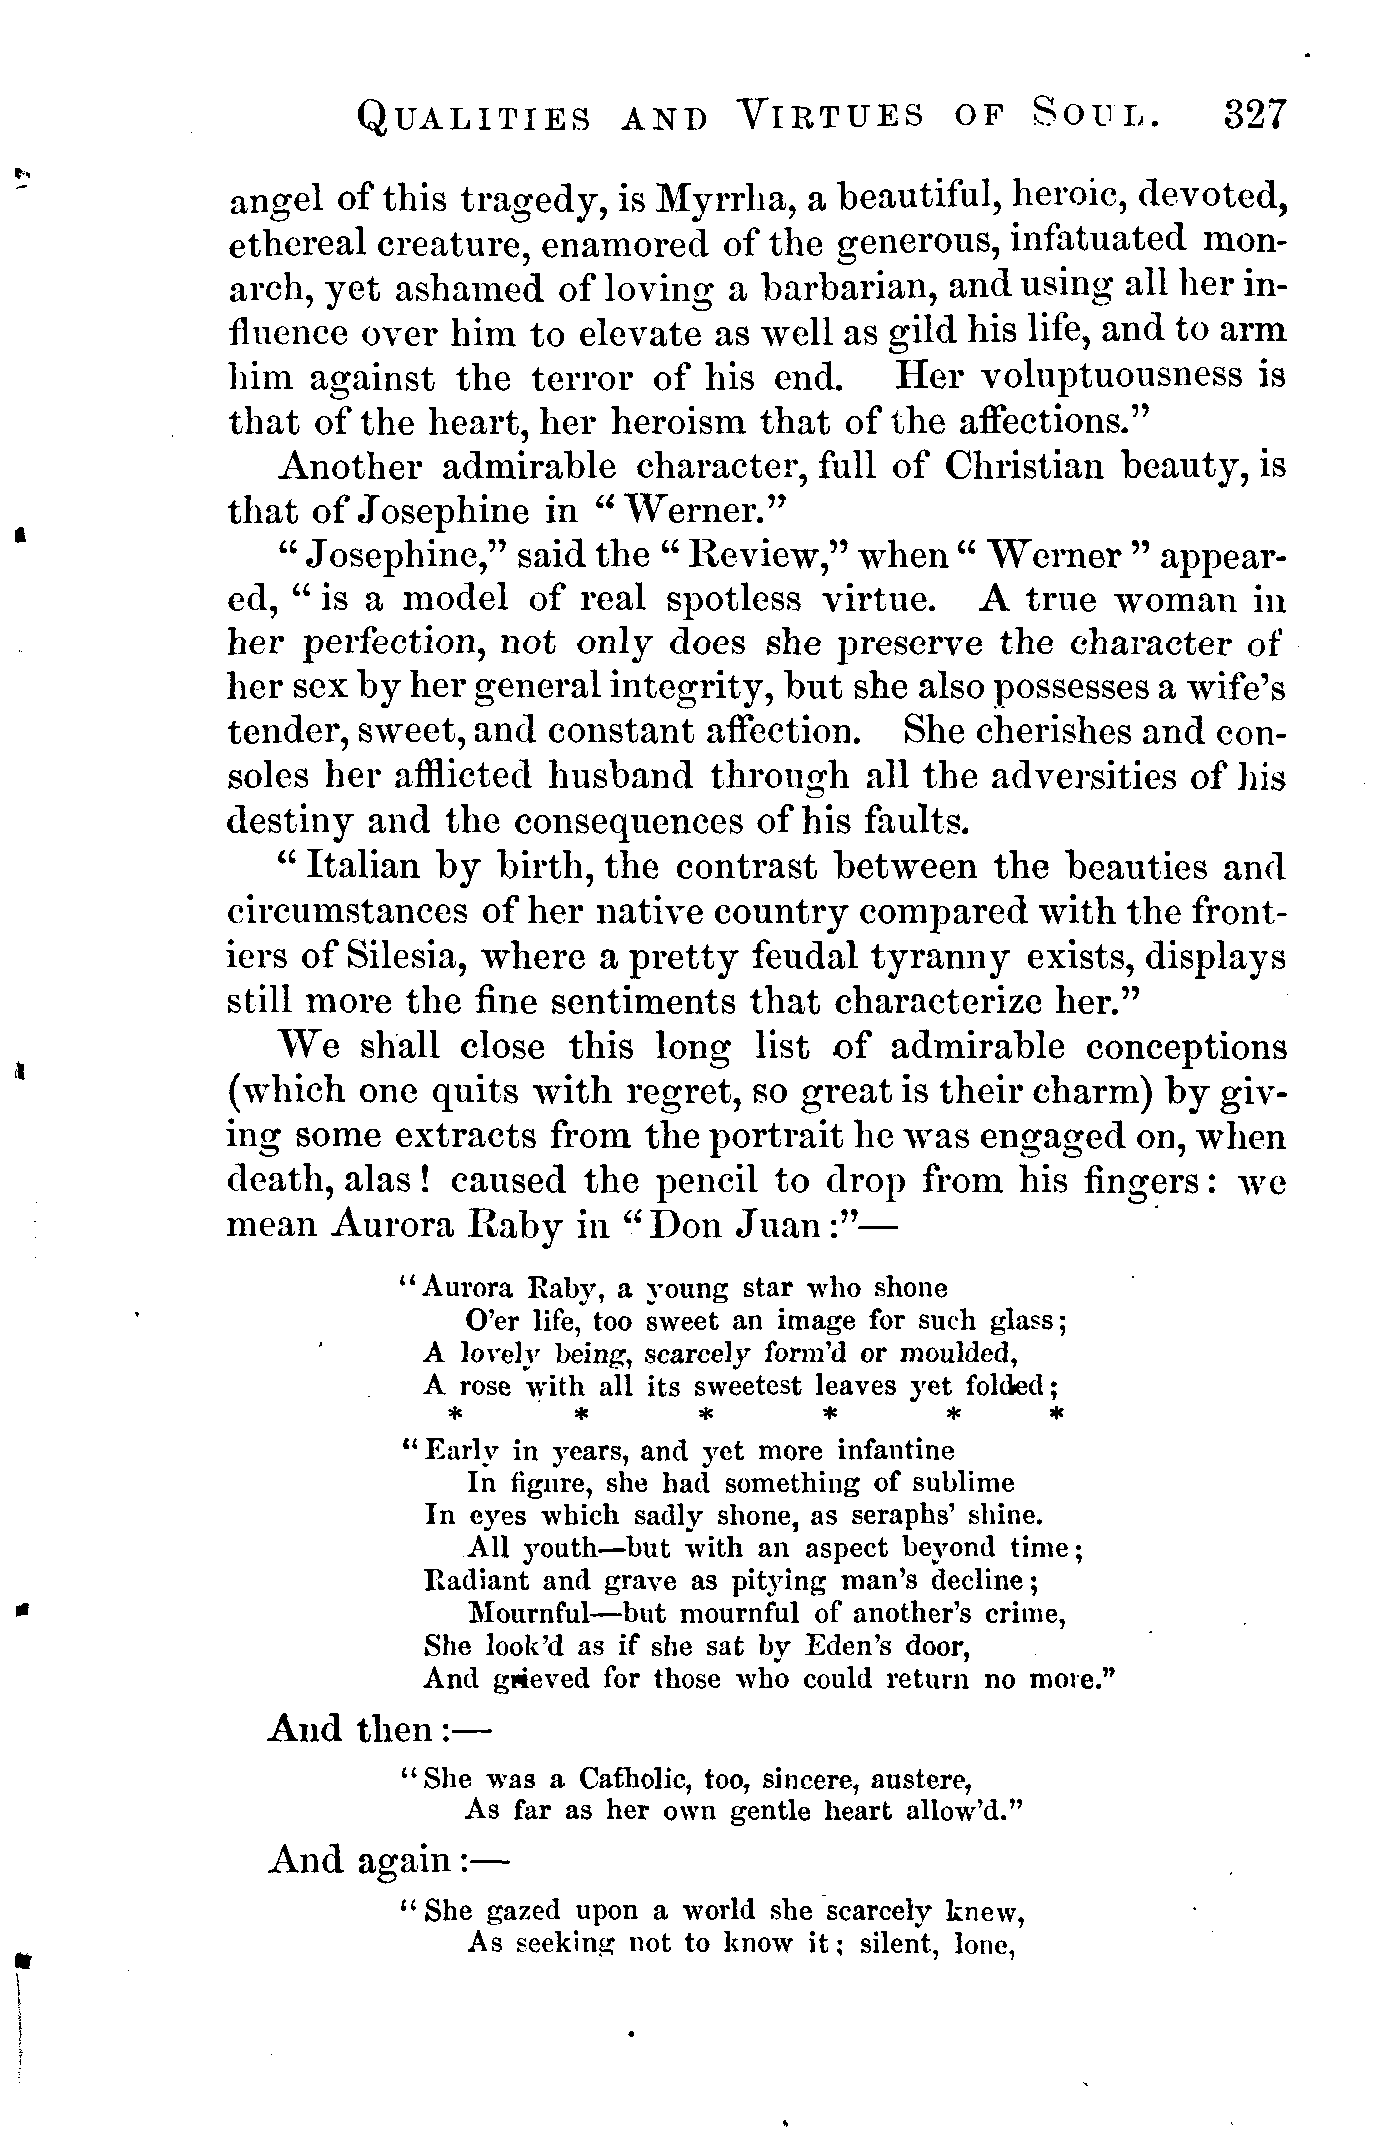 QUALITIES AND VIRTUES OF SOUL. 327
angel of this tragedy, is Myrrha, a beautiful, heroic, devoted,
ethereal creature, enamored of the generous, infatuated mon-
arch, yet ashamed of loving a barbarian, and using all her in-
fluence over him to elevate as well as gild his life, and to arm
him against the terror of his end. Her voluptuousness is
that of the heart, her heroism that of the affections."
Another admirable character, full of Christian beauty, is
that of Josephine in "Werner."
"Josephine," said the "Review," when "Werner" appear-
ed, "is a model of real spotless virtue. A true woman in
her perfection, not only does she preserve the character of
her sex by her general integrity, but she also possesses a wife's
tender, sweet, and constant affection. She cherishes and con-
soles her afflicted husband through all the adversities of his
destiny and the consequences of his faults.
"Italian by birth, the contrast between the beauties and
circumstances of her native country compared with the front-
iers of Silesia, where a pretty feudal tyranny exists, displays
still more the fine sentiments that characterize her."
We shall close this long list of admirable conceptions
(which one quits with regret, so great is their charm) by giv-
ing some extracts from the portrait he was engaged on, when
death, alas! caused the pencil to drop from his fingers: we
mean Aurora Raby in "Don Juan:"—
"Aurora Raby, a young star who shone
O'er life, too sweet an image for such glass;
A lovely being, scarcely form'd or moulded,
A rose with all its sweetest leaves yet folded;
* * * * * *
"Early in years, and yet more infantine
In figure, she had something of sublime
In eyes which sadly shone, as seraphs' shine.
All youth—but with an aspect beyond time;
Radiant and grave as pitying man's decline;
Mournful—but mournful of another's crime,
She look'd as if she sat by Eden's door,
And grieved for those who could return no more."
And then:—
"She was a Catholic, too, sincere, austere,
As far as her own gentle heart allow'd."
And again:—
"She gazed upon a world she scarcely knew,
As seeking not to know it; silent, lone,